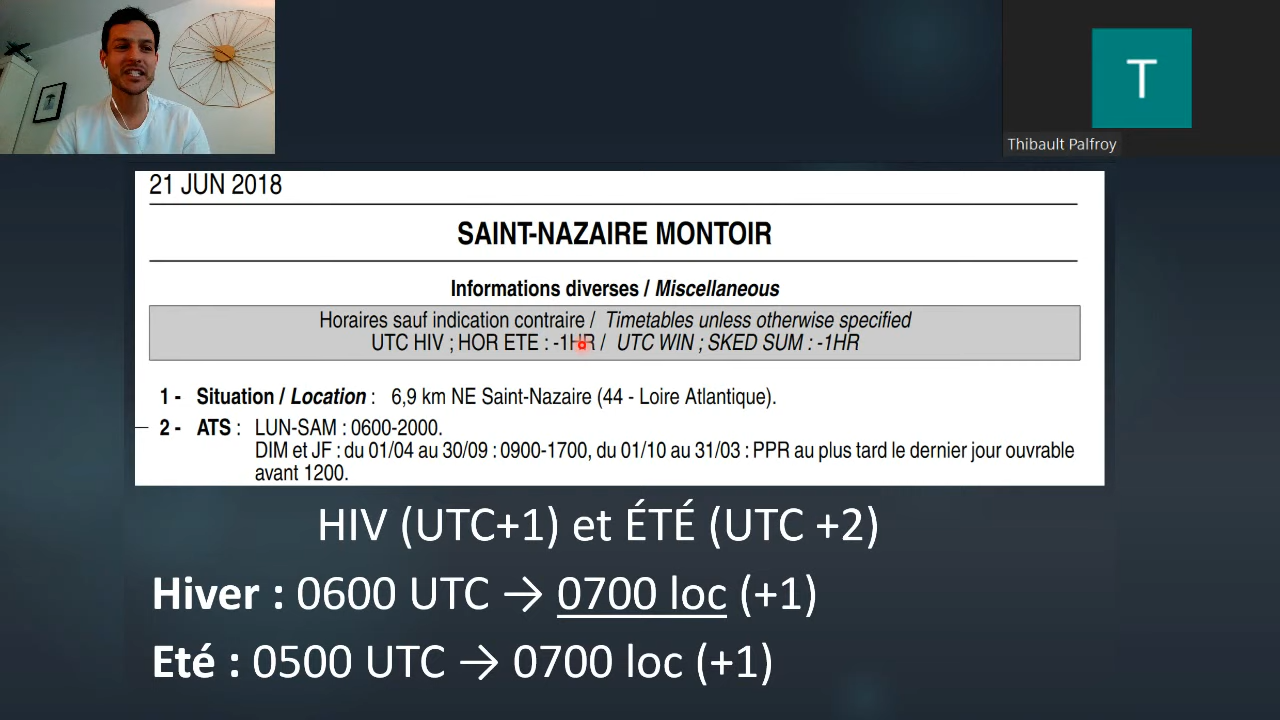 T
Thibault Palfroy
21 JUN 2018
SAINT-NAZAIRE MONTOIR
Informations diverses / Miscellaneous
Horaires sauf indication contraire / Timetables unless otherwise specified
UTC HIV ; HOR ETE : -1HR / UTC WIN ; SKED SUM : -1HR
1 - Situation / Location : 6,9 km NE Saint-Nazaire (44 - Loire Atlantique).
2 - ATS : LUN-SAM : 0600-2000.
DIM et JF : du 01/04 au 30/09 : 0900-1700, du 01/10 au 31/03 : PPR au plus tard le dernier jour ouvrable
avant 1200.
HIV (UTC+1) et ÉTÉ (UTC +2)
Hiver : 0600 UTC → 0700 loc (+1)
Eté : 0500 UTC → 0700 loc (+1)